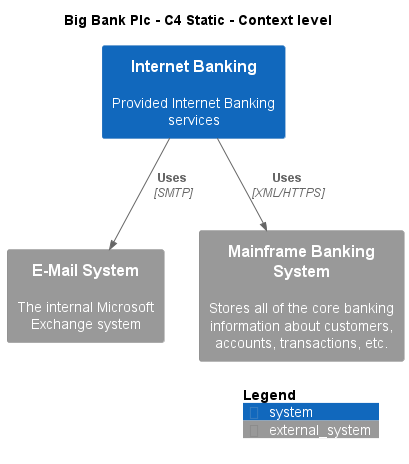 Big Bank Plc - C4 Static - Context level
Internet Banking
Provided Internet Banking
services
Uses
[SMTP]
Uses
[XML/HTTPS]
E-Mail System
The internal Microsoft
Exchange system
Mainframe Banking
System
Stores all of the core banking
information about customers,
accounts, transactions, etc.
Legend
system
external_system